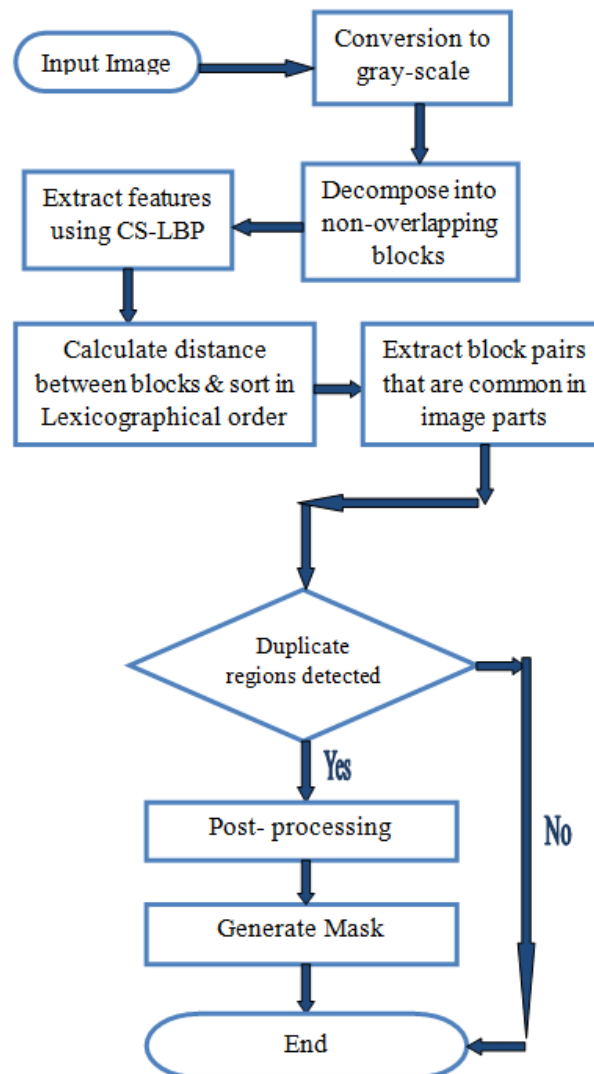 Input Image
Conversion to
gray-scale
Decompose into
non-overlapping
blocks
Extract features
using CS-LBP
Calculate distance
between blocks & sort in
Lexicographical order
Extract block pairs
that are common in
image parts
Duplicate
regions detected
Yes
No
Post- processing
Generate Mask
End